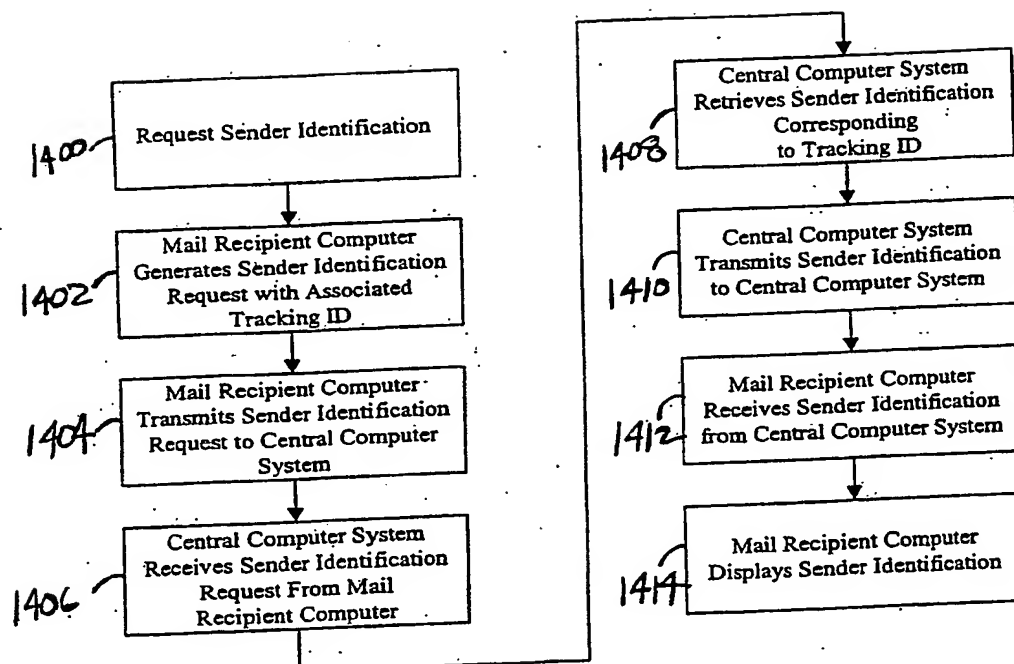 1400
Request Sender Identification
1402
Mail Recipient Computer
Generates Sender Identification
Request with Associated
Tracking ID
1404
Mail Recipient Computer
Transmits Sender Identification
Request to Central Computer
System
1406
Central Computer System
Receives Sender Identification
Request From Mail
Recipient Computer
1408
Central Computer System
Retrieves Sender Identification
Corresponding
to Tracking ID
1410
Central Computer System
Transmits Sender Identification
to Central Computer System
1412
Mail Recipient Computer
Receives Sender Identification
from Central Computer System
1414
Mail Recipient Computer
Displays Sender Identification